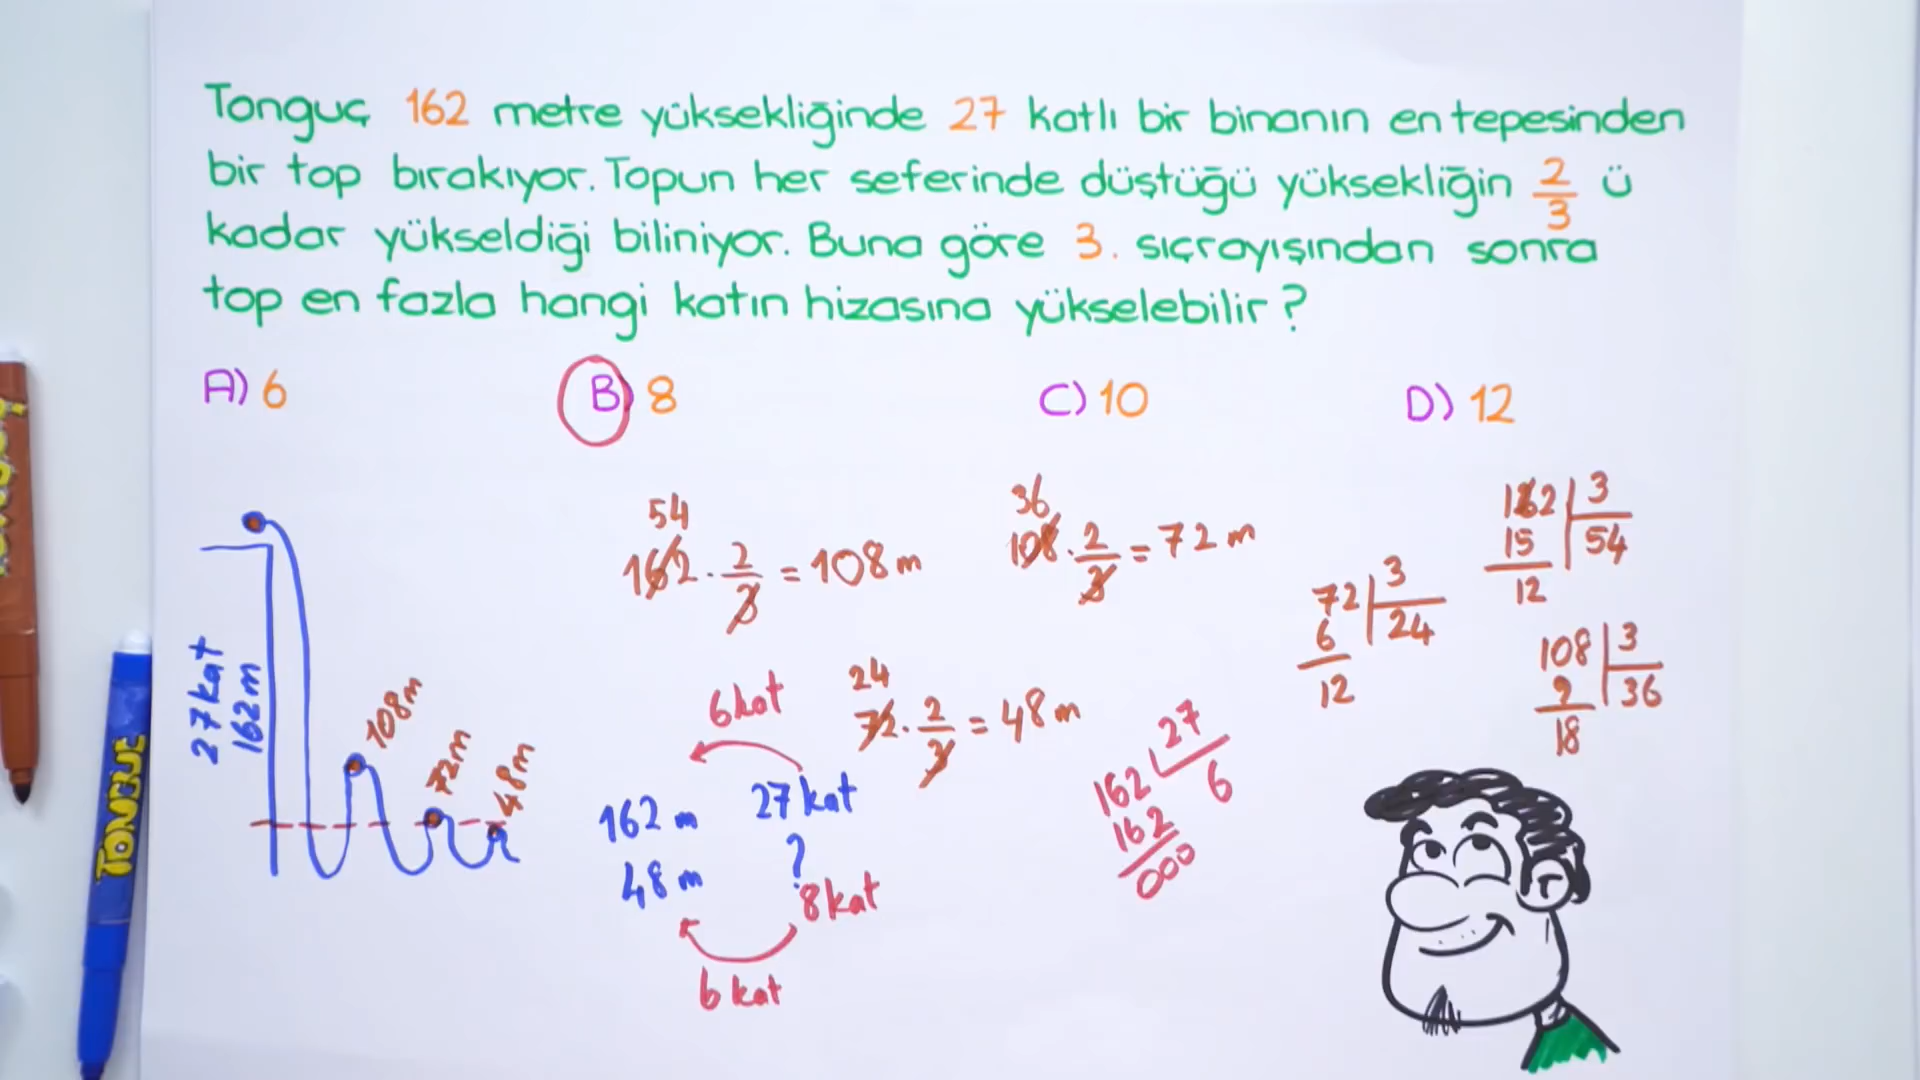 Tonguç 162 metre yüksekliğinde 27 katlı bir binanın en tepesinden
bir top bırakıyor. Topun her seferinde düştüğü yüksekliğin 2/3 ü
kadar yükseldiği biliniyor. Buna göre 3. sıçrayışından sonra
top en fazla hangi katın hizasına yükselebilir?
A) 6 B) 8 C) 10 D) 12
27 kat
162 m
108 m
72 m
48 m
54
162 . 2/3 = 108 m
36
108 . 2/3 = 72 m
24
72 . 2/3 = 48 m
6 kat
162 m 27 kat
48 m ?
8 kat
6 kat
162 27
162 6
000
72 3
6 24
12
162 3
15 54
12
108 3
9 36
18
TONGUÇ